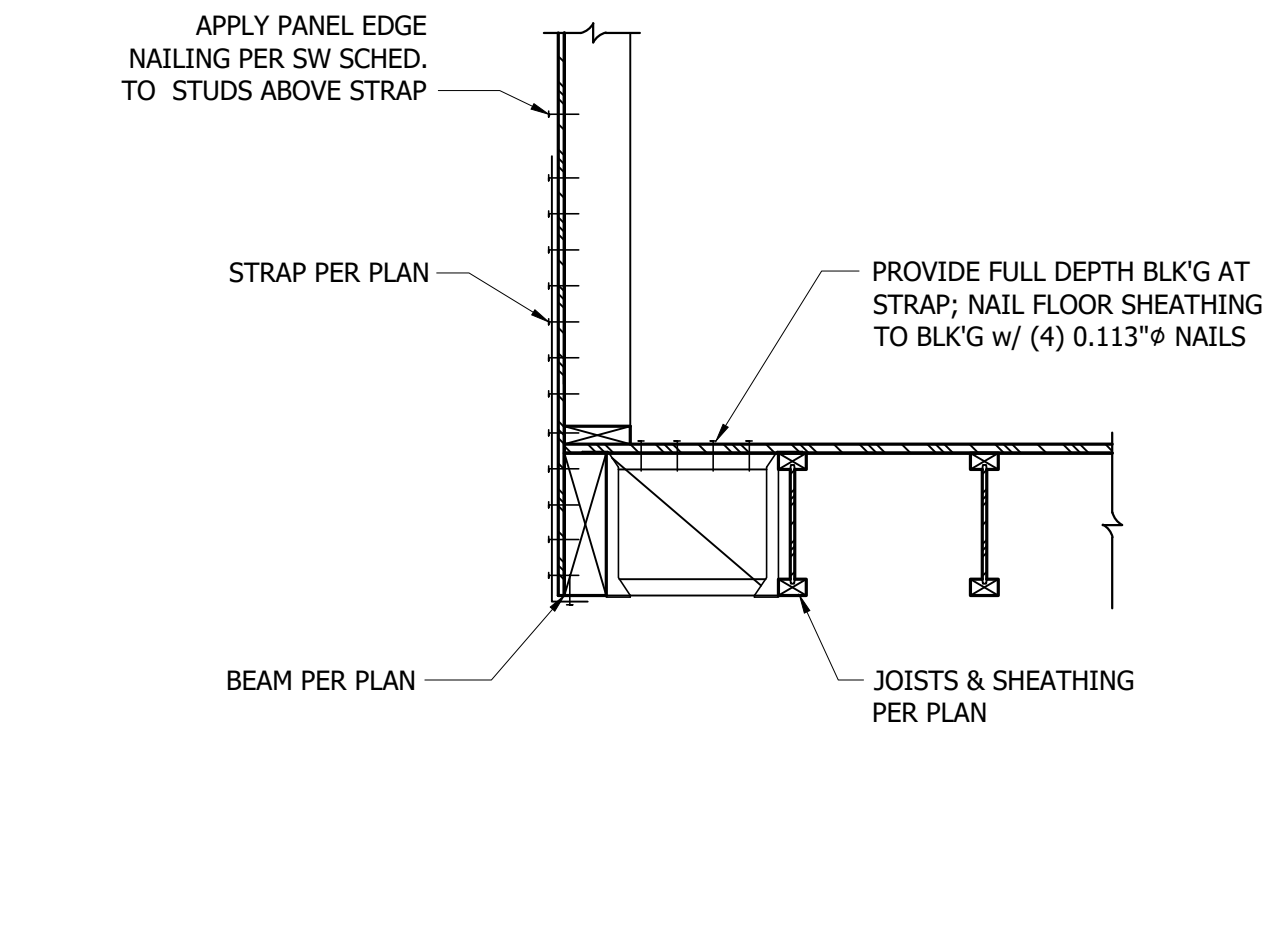 APPLY PANEL EDGE
NAILING PER SW SCHED.
TO STUDS ABOVE STRAP
STRAP PER PLAN
PROVIDE FULL DEPTH BLK'G AT
STRAP; NAIL FLOOR SHEATHING
TO BLK'G w/ (4) 0.113"⌀ NAILS
BEAM PER PLAN
JOISTS & SHEATHING
PER PLAN